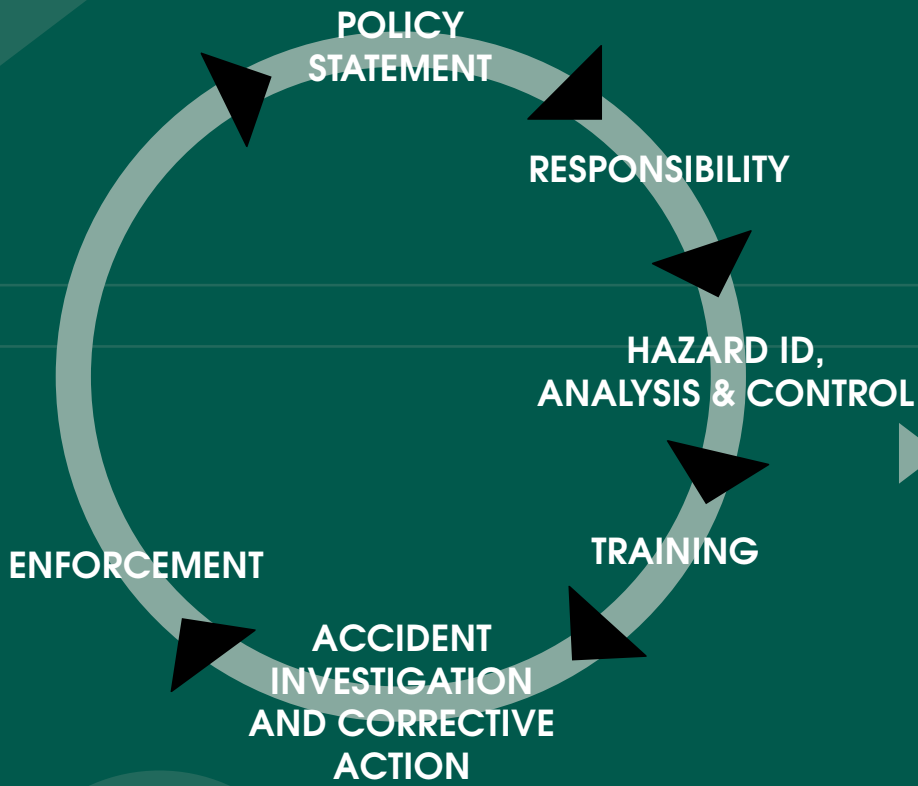 POLICY
STATEMENT
RESPONSIBILITY
HAZARD ID,
ANALYSIS & CONTROL
TRAINING
ACCIDENT
INVESTIGATION
AND CORRECTIVE
ACTION
ENFORCEMENT